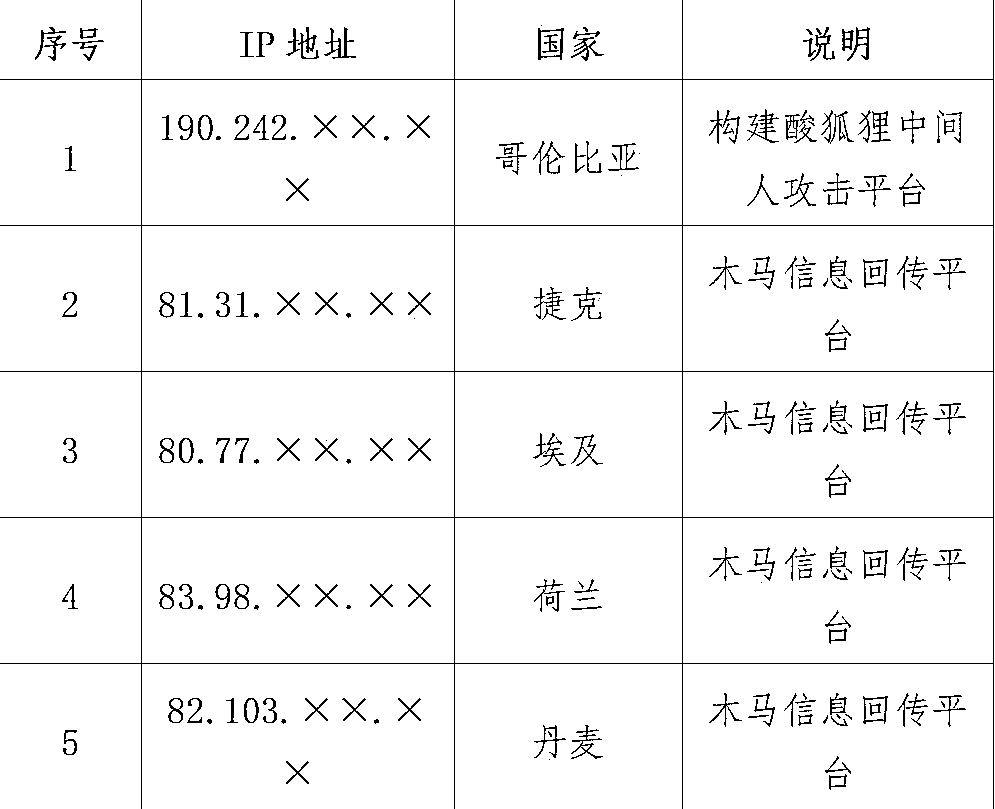 序号 IP 地址 国家 说明
1 190.242.××.× 哥伦比亚 构建酸狐狸中间
× 人攻击平台
2 81.31.××.×× 捷克 木马信息回传平
台
3 80.77.××.×× 埃及 木马信息回传平
台
4 83.98.××.×× 荷兰 木马信息回传平
台
5 82.103.××.× 丹麦 木马信息回传平
× 台